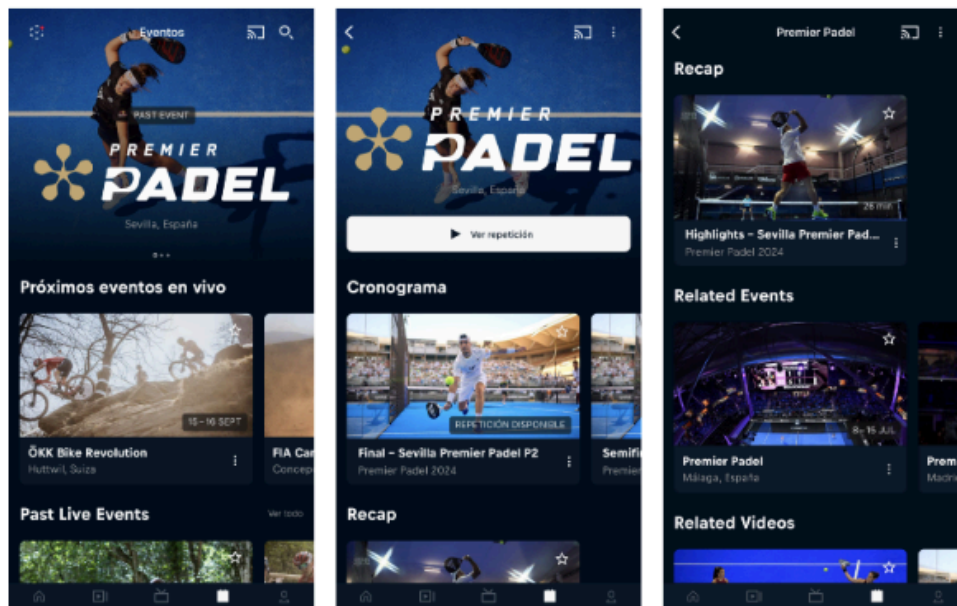 Eventos
PAST EVENT
PREMIER
PADEL
Sevilla, España
Próximos eventos en vivo
15–16 SEPT
ÖKK Bike Revolution
Huttwil, Suiza
FIA Car
Concep
Past Live Events
Ver todo
PREMIER
PADEL
Sevilla, España
Ver repetición
Cronograma
REPETICIÓN DISPONIBLE
Final – Sevilla Premier Padel P2
Premier Padel 2024
Semifi
Premier
Recap
Premier Padel
Recap
26 min
Highlights – Sevilla Premier Pad...
Premier Padel 2024
Related Events
8–15 JUL
Premier Padel
Málaga, España
Prem
Madri
Related Videos